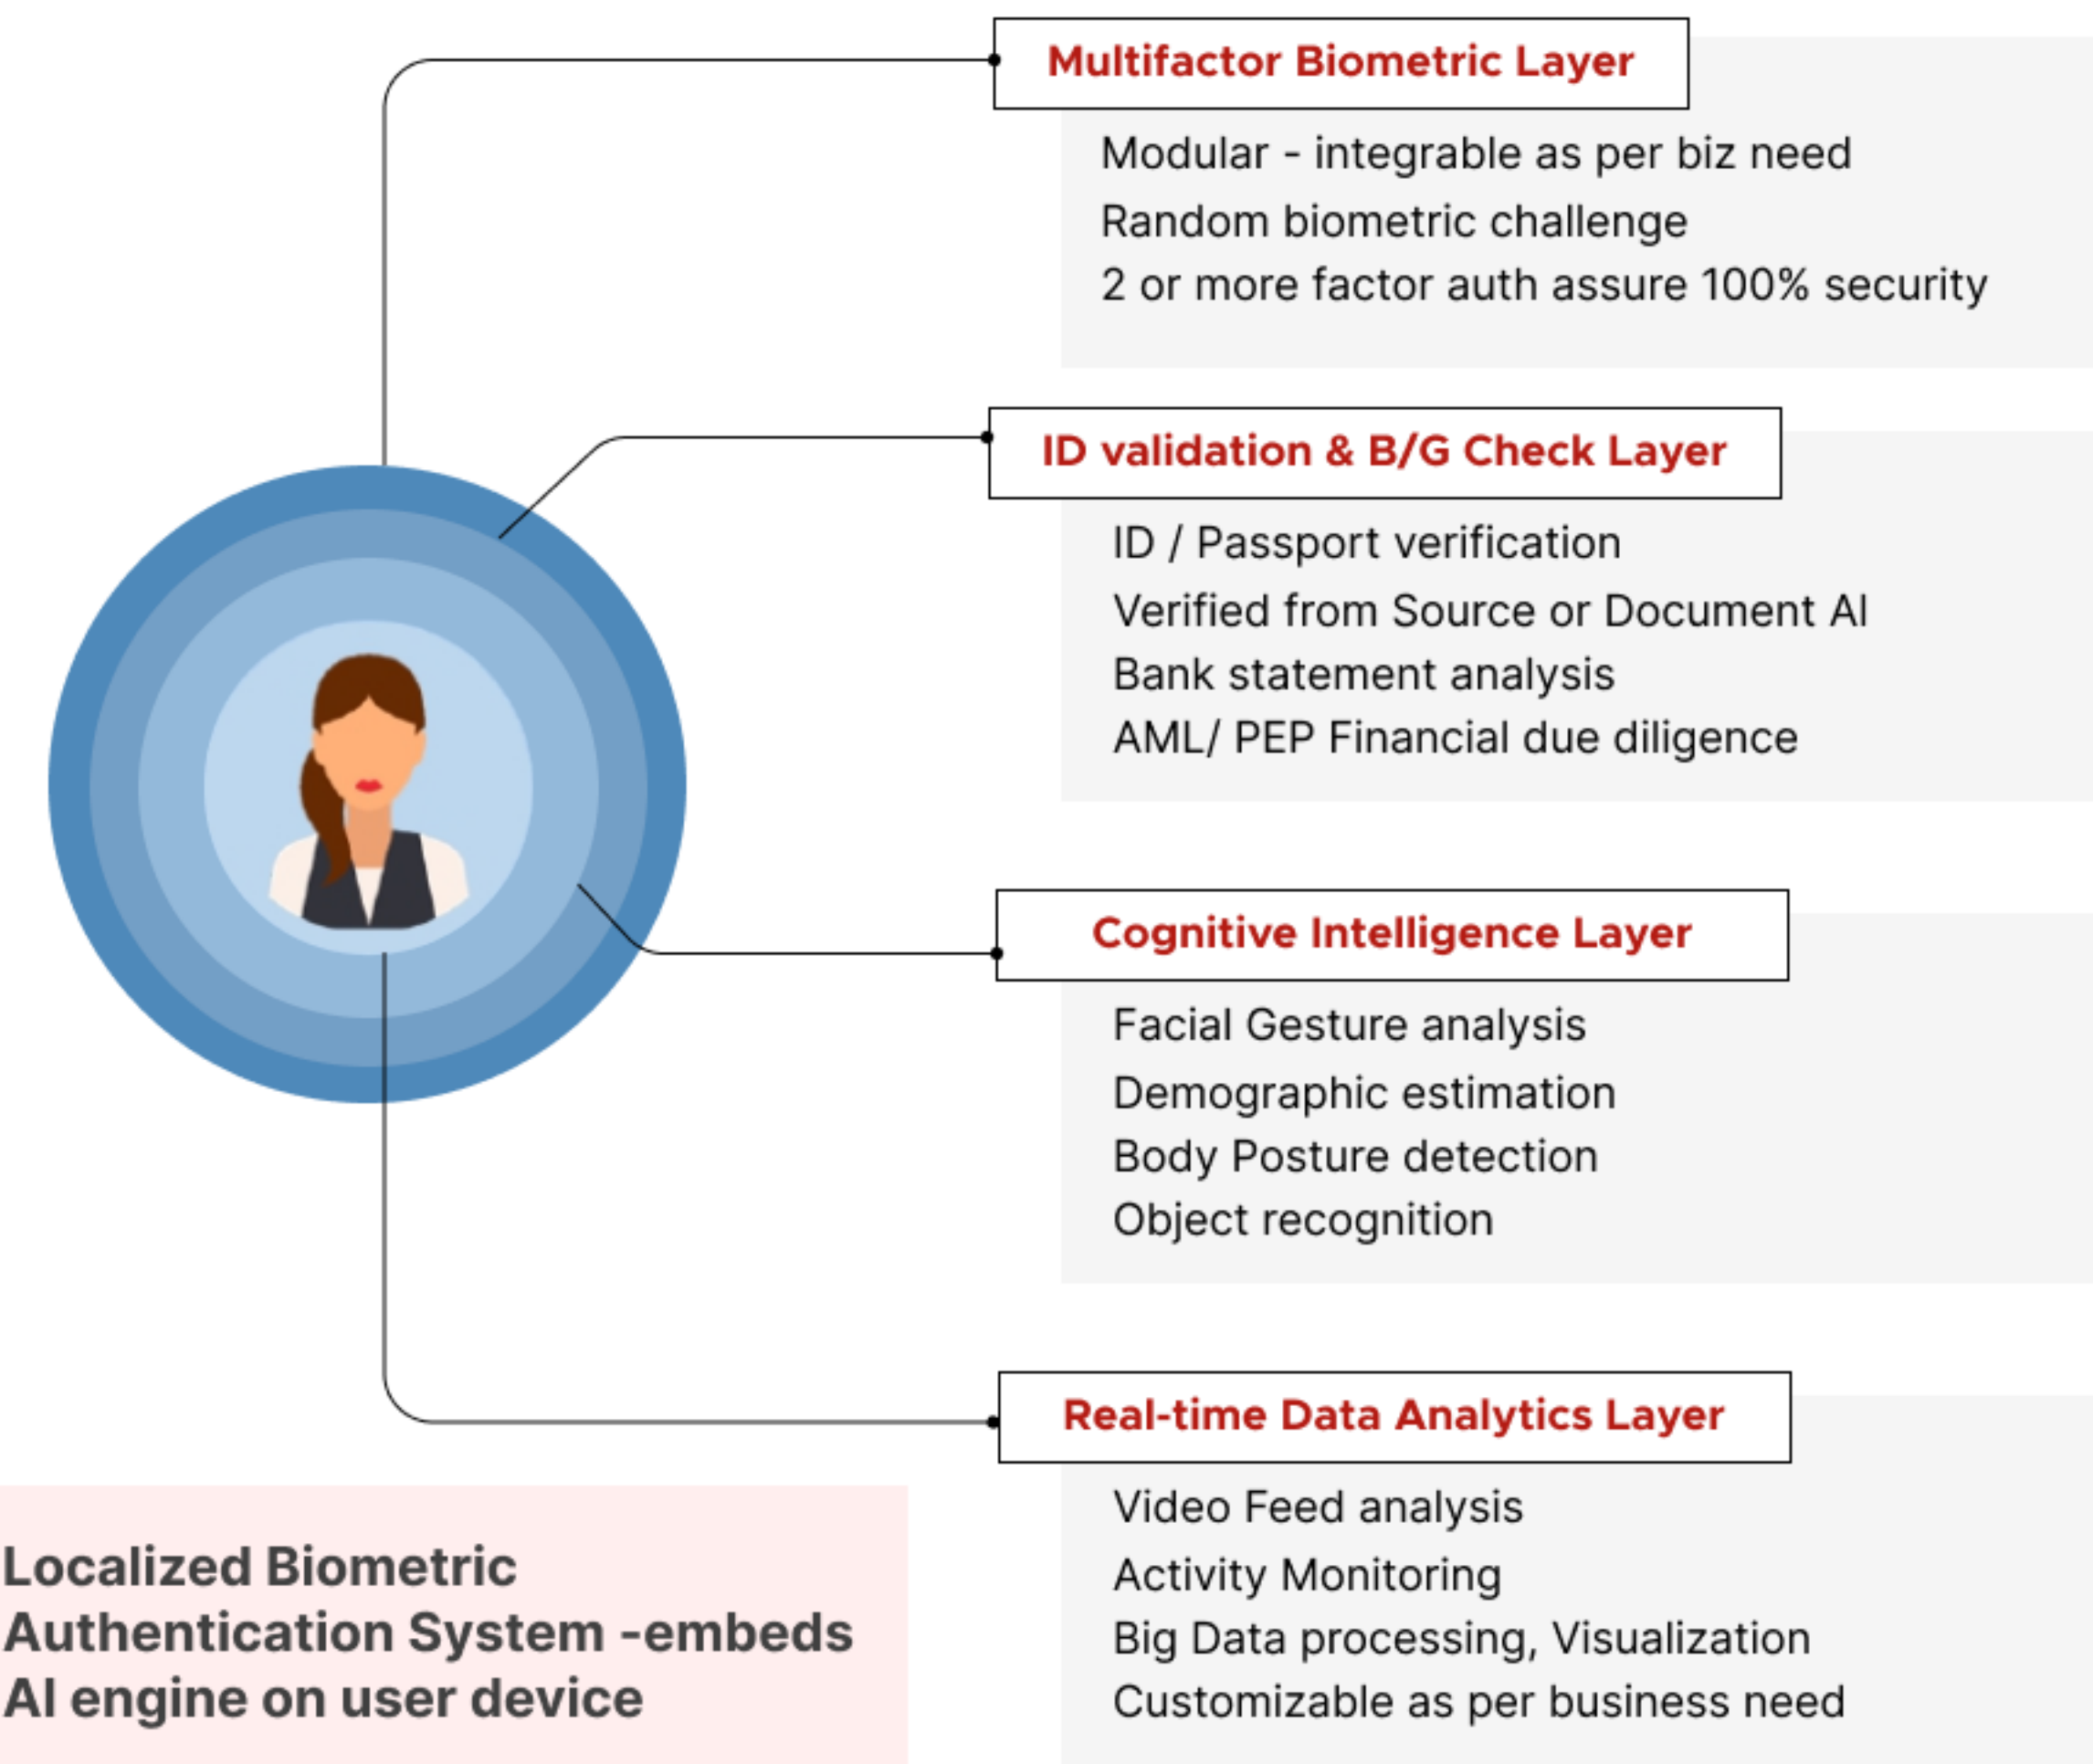 Multifactor Biometric Layer
Modular - integrable as per biz need
Random biometric challenge
2 or more factor auth assure 100% security
ID validation & B/G Check Layer
ID / Passport verification
Verified from Source or Document AI
Bank statement analysis
AML/ PEP Financial due diligence
Cognitive Intelligence Layer
Facial Gesture analysis
Demographic estimation
Body Posture detection
Object recognition
Real-time Data Analytics Layer
Video Feed analysis
Activity Monitoring
Big Data processing, Visualization
Customizable as per business need
Localized Biometric
Authentication System -embeds
AI engine on user device